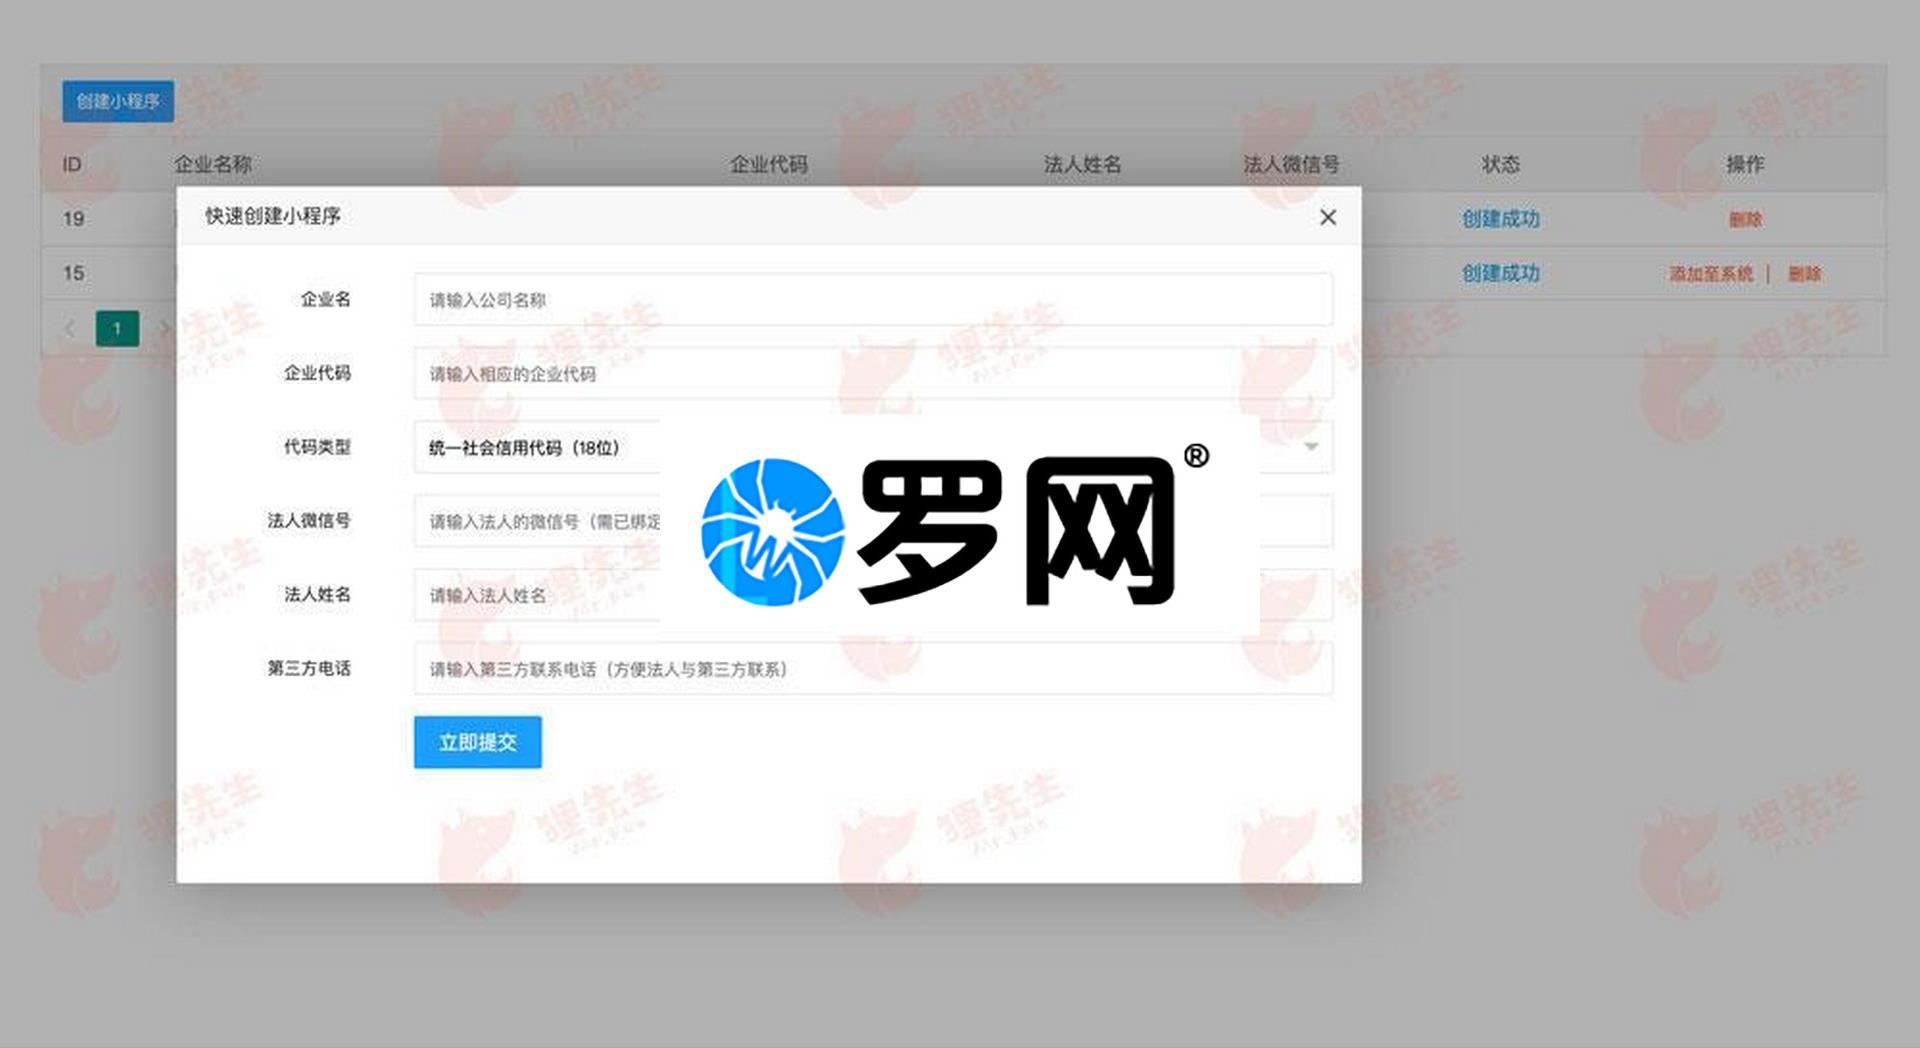 创建小程序
ID 企业名称 企业代码 法人姓名 法人微信号 状态 操作
19 创建成功 删除
15 创建成功 添加至系统 | 删除
1
快速创建小程序
企业名 请输入公司名称
企业代码 请输入相应的企业代码
代码类型 统一社会信用代码（18位）
法人微信号 请输入法人的微信号（需已绑定
法人姓名 请输入法人姓名
第三方电话 请输入第三方联系电话（方便法人与第三方联系）
立即提交
罗网®
狸先生
Mr.Fox